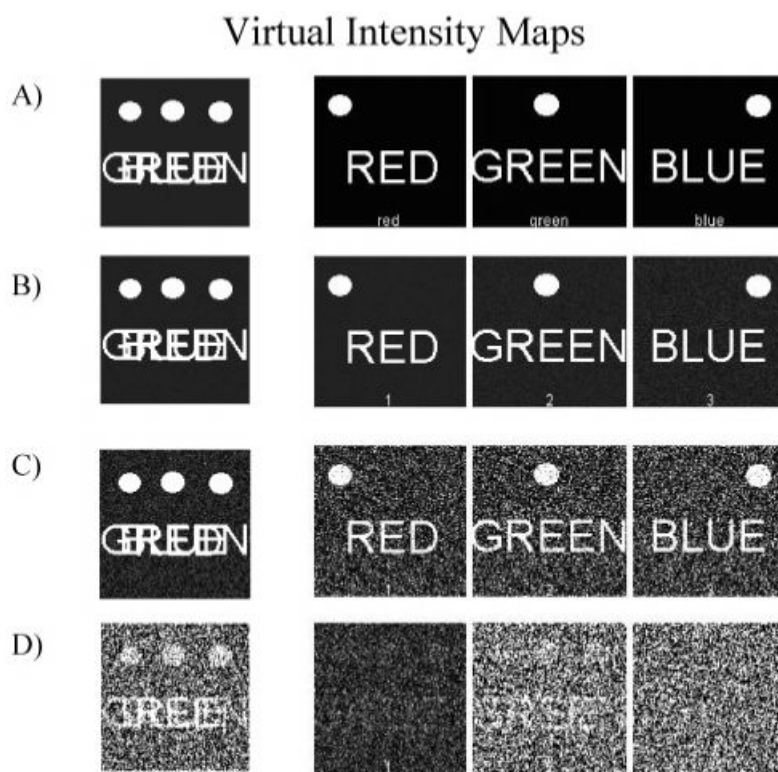 Virtual Intensity Maps
A)
RED GREEN BLUE
red green blue
B)
RED GREEN BLUE
1 2 3
C)
RED GREEN BLUE
1
D)
1